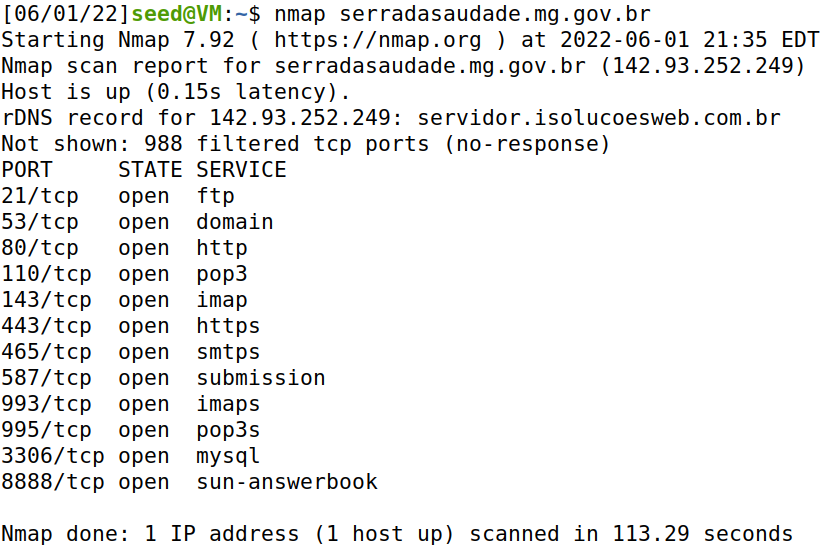 [06/01/22]seed@VM:~$ nmap serradasaudade.mg.gov.br
Starting Nmap 7.92 ( https://nmap.org ) at 2022-06-01 21:35 EDT
Nmap scan report for serradasaudade.mg.gov.br (142.93.252.249)
Host is up (0.15s latency).
rDNS record for 142.93.252.249: servidor.isolucoesweb.com.br
Not shown: 988 filtered tcp ports (no-response)
PORT     STATE SERVICE
21/tcp   open  ftp
53/tcp   open  domain
80/tcp   open  http
110/tcp  open  pop3
143/tcp  open  imap
443/tcp  open  https
465/tcp  open  smtps
587/tcp  open  submission
993/tcp  open  imaps
995/tcp  open  pop3s
3306/tcp open  mysql
8888/tcp open  sun-answerbook
Nmap done: 1 IP address (1 host up) scanned in 113.29 seconds